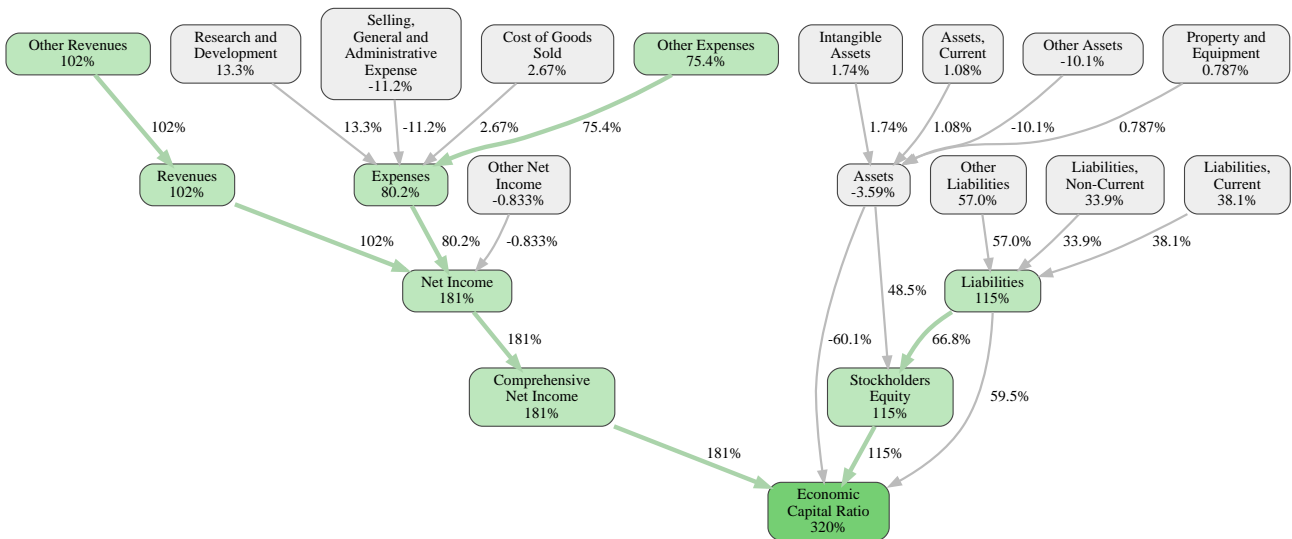 Other Revenues
102%
Research and
Development
13.3%
Selling,
General and
Administrative
Expense
-11.2%
Cost of Goods
Sold
2.67%
Other Expenses
75.4%
Intangible
Assets
1.74%
Assets,
Current
1.08%
Other Assets
-10.1%
Property and
Equipment
0.787%
102%
13.3%
-11.2%
2.67%
75.4%
1.74%
1.08%
-10.1%
0.787%
Revenues
102%
Expenses
80.2%
Other Net
Income
-0.833%
Assets
-3.59%
Other
Liabilities
57.0%
Liabilities,
Non-Current
33.9%
Liabilities,
Current
38.1%
102%
80.2%
-0.833%
57.0%
33.9%
38.1%
Net Income
181%
48.5%
Liabilities
115%
181%
-60.1%
66.8%
Comprehensive
Net Income
181%
Stockholders
Equity
115%
59.5%
181%
115%
Economic
Capital Ratio
320%